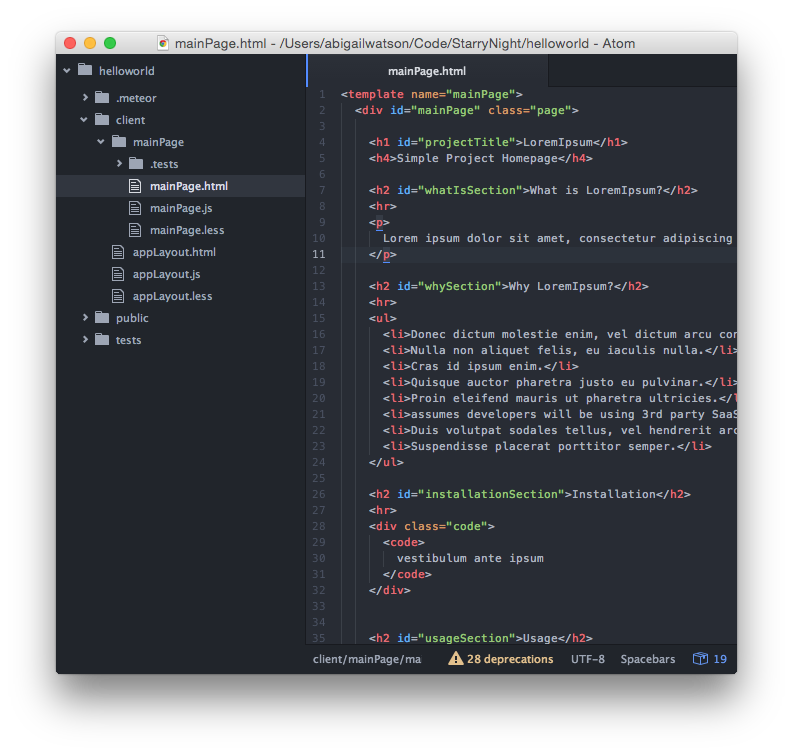 mainPage.html - /Users/abigailwatson/Code/StarryNight/helloworld - Atom
helloworld
.meteor
client
mainPage
.tests
mainPage.html
mainPage.js
mainPage.less
appLayout.html
appLayout.js
appLayout.less
public
tests
mainPage.html
1 <template name="mainPage">
2 <div id="mainPage" class="page">
3
4 <h1 id="projectTitle">LoremIpsum</h1>
5 <h4>Simple Project Homepage</h4>
6
7 <h2 id="whatIsSection">What is LoremIpsum?</h2>
8 <hr>
9 <p>
10 Lorem ipsum dolor sit amet, consectetur adipiscing
11 </p>
12
13 <h2 id="whySection">Why LoremIpsum?</h2>
14 <hr>
15 <ul>
16 <li>Donec dictum molestie enim, vel dictum arcu con
17 <li>Nulla non aliquet felis, eu iaculis nulla.</li>
18 <li>Cras id ipsum enim.</li>
19 <li>Quisque auctor pharetra justo eu pulvinar.</li>
20 <li>Proin eleifend mauris ut pharetra ultricies.</l
21 <li>assumes developers will be using 3rd party SaaS
22 <li>Duis volutpat sodales tellus, vel hendrerit arc
23 <li>Suspendisse placerat porttitor semper.</li>
24 </ul>
25
26 <h2 id="installationSection">Installation</h2>
27 <hr>
28 <div class="code">
29 <code>
30 vestibulum ante ipsum
31 </code>
32 </div>
33
34
35 <h2 id="usageSection">Usage</h2>
client/mainPage/ma 28 deprecations UTF-8 Spacebars 19